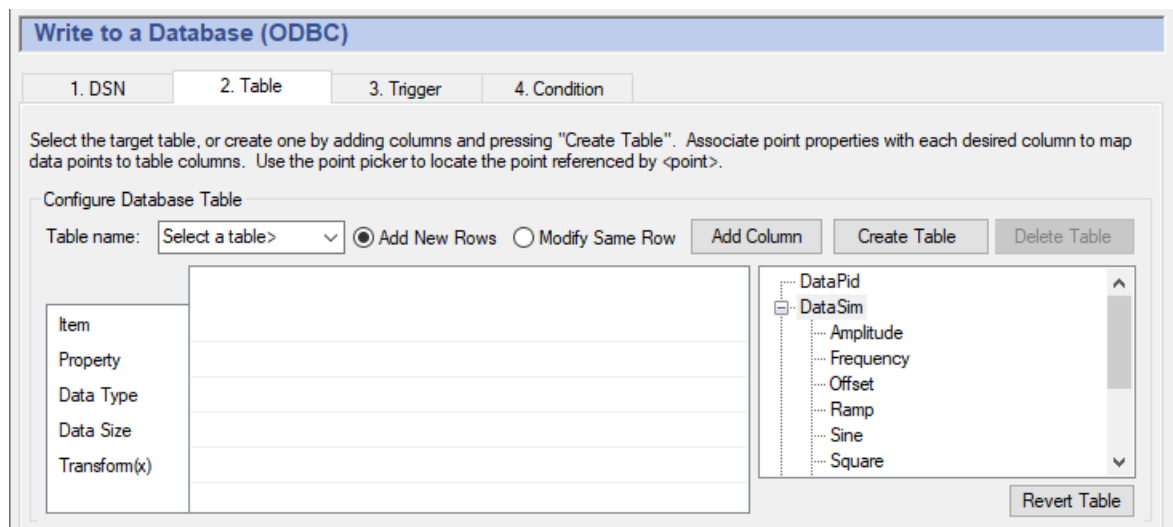 Write to a Database (ODBC)
1. DSN 2. Table 3. Trigger 4. Condition
Select the target table, or create one by adding columns and pressing "Create Table". Associate point properties with each desired column to map
data points to table columns. Use the point picker to locate the point referenced by <point>.
Configure Database Table
Table name: Select a table> Add New Rows Modify Same Row Add Column Create Table Delete Table
DataPid
DataSim
Amplitude
Frequency
Offset
Ramp
Sine
Square
Item
Property
Data Type
Data Size
Transform(x)
Revert Table